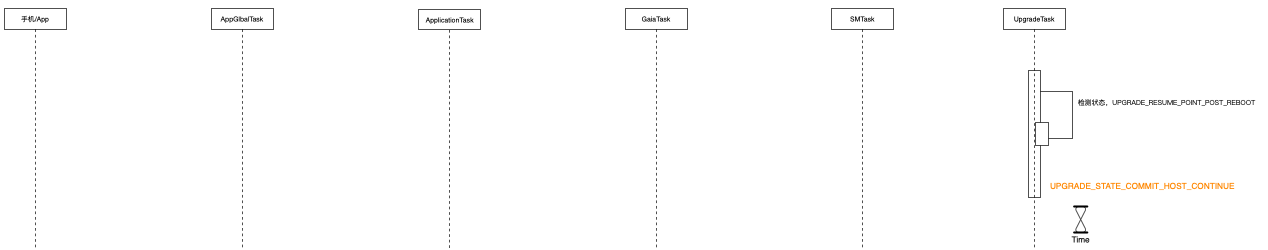 手机/App
AppGlbalTask
ApplicationTask
GaiaTask
SMTask
UpgradeTask
检测状态，UPGRADE_RESUME_POINT_POST_REBOOT
UPGRADE_STATE_COMMIT_HOST_CONTINUE
Time